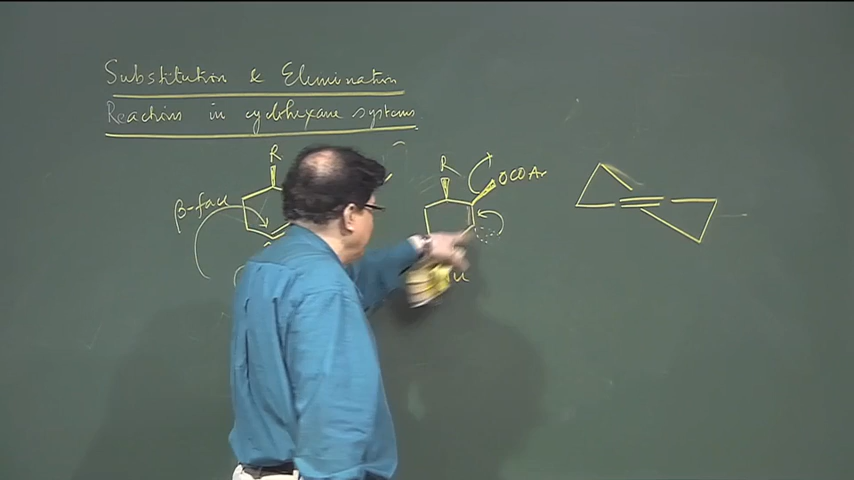 Substitution & Elimination
Reaction in cyclohexane systems.
R
R
OCOAr
β-face